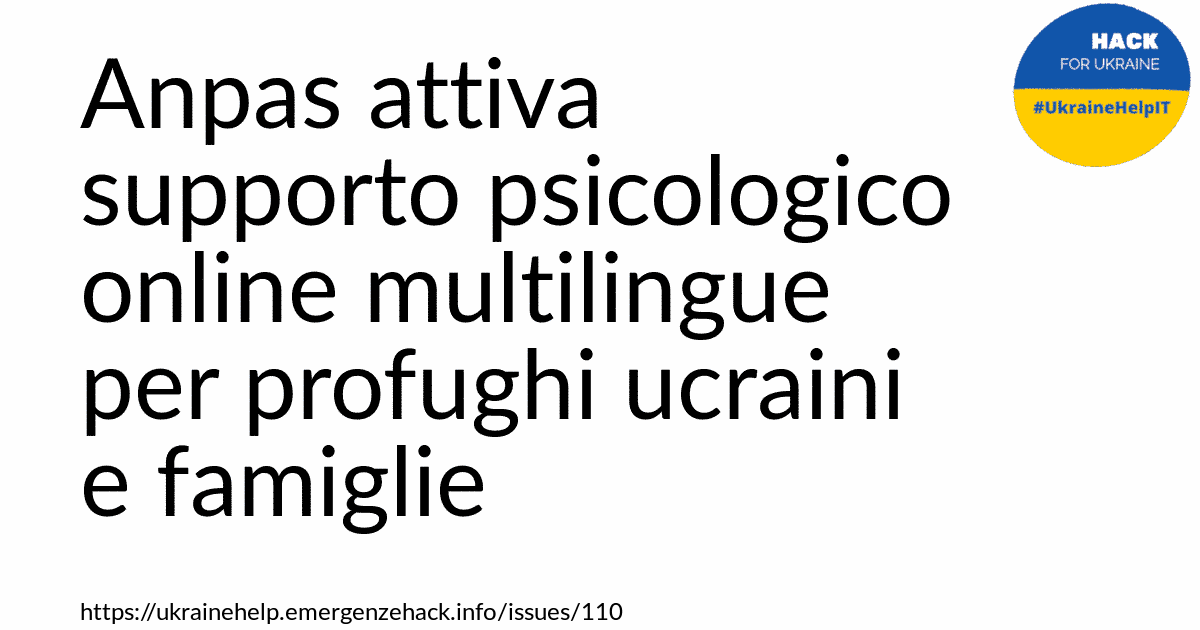 HACK
FOR UKRAINE
#UkraineHelpIT
Anpas attiva
supporto psicologico
online multilingue
per profughi ucraini
e famiglie
https://ukrainehelp.emergenzehack.info/issues/110